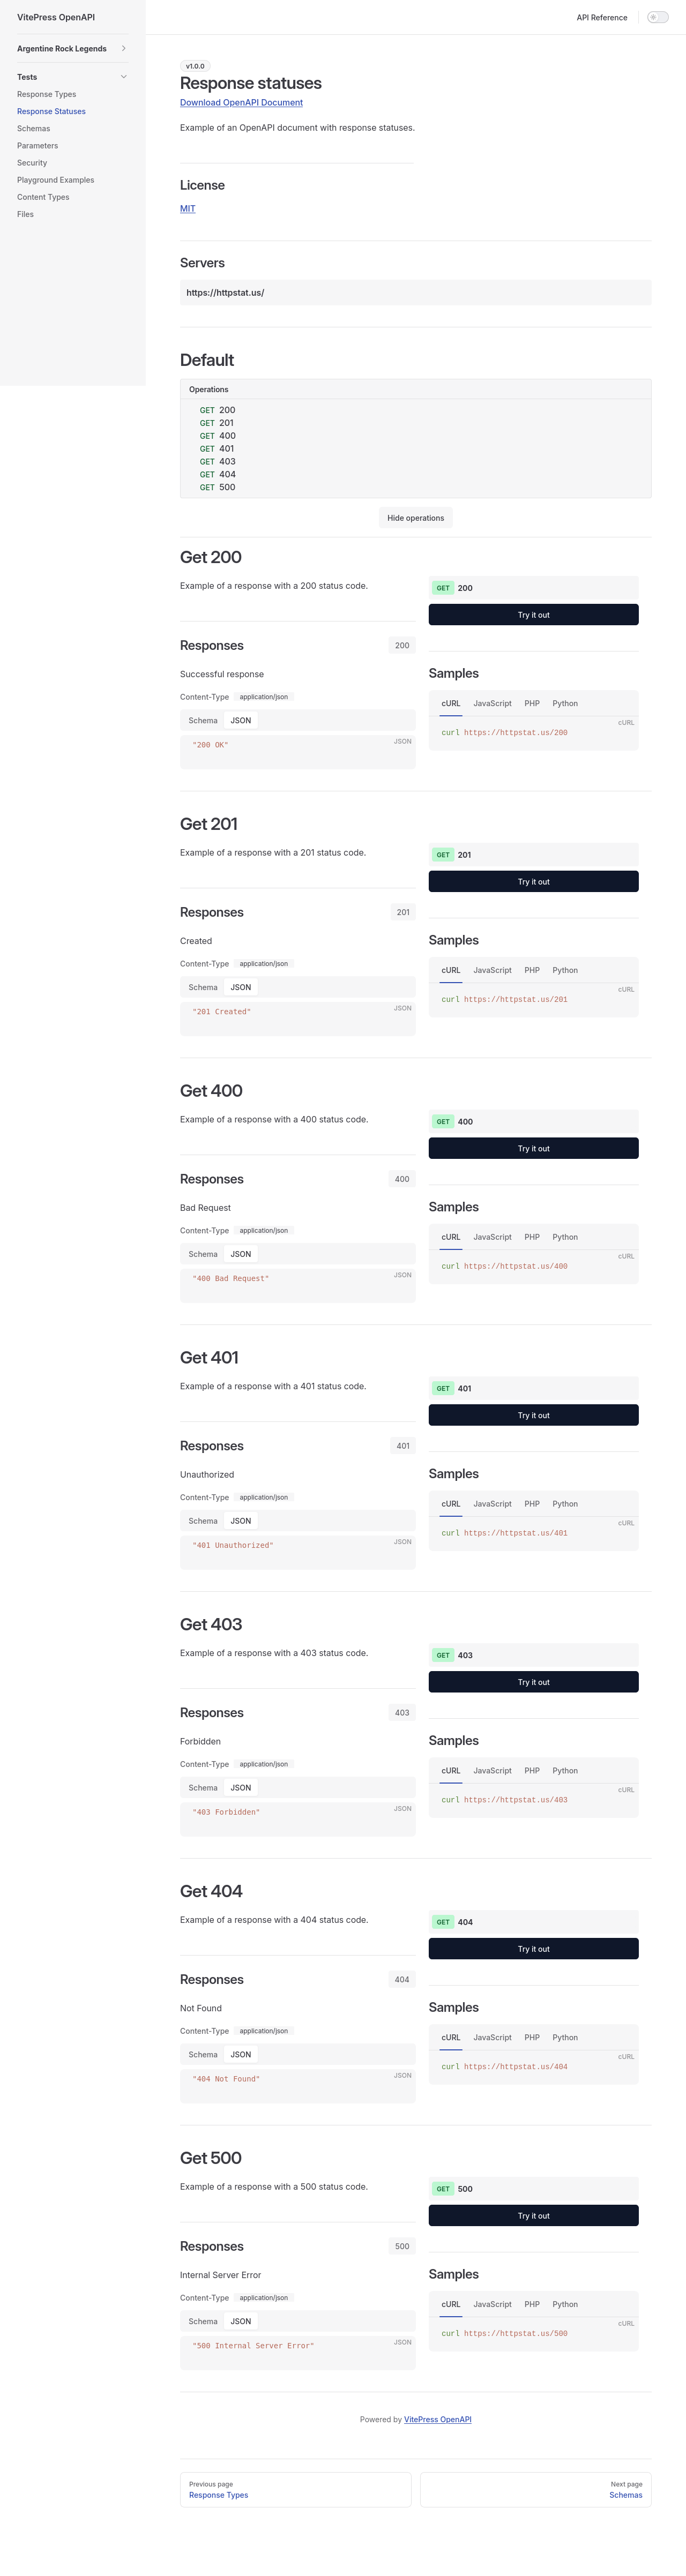 VitePress OpenAPI
API Reference
Argentine Rock Legends
Tests
Response Types
Response Statuses
Schemas
Parameters
Security
Playground Examples
Content Types
Files
v1.0.0
Response statuses
Download OpenAPI Document
Example of an OpenAPI document with response statuses.
License
MIT
Servers
https://httpstat.us/
Default
Operations
GET 200
GET 201
GET 400
GET 401
GET 403
GET 404
GET 500
Hide operations
Get 200
Example of a response with a 200 status code.
GET 200
Try it out
Responses
200
Successful response
Content-Type application/json
Schema JSON
JSON
"200 OK"
Samples
cURL JavaScript PHP Python
cURL
curl https://httpstat.us/200
Get 201
Example of a response with a 201 status code.
GET 201
Try it out
Responses
201
Created
Content-Type application/json
Schema JSON
JSON
"201 Created"
Samples
cURL JavaScript PHP Python
cURL
curl https://httpstat.us/201
Get 400
Example of a response with a 400 status code.
GET 400
Try it out
Responses
400
Bad Request
Content-Type application/json
Schema JSON
JSON
"400 Bad Request"
Samples
cURL JavaScript PHP Python
cURL
curl https://httpstat.us/400
Get 401
Example of a response with a 401 status code.
GET 401
Try it out
Responses
401
Unauthorized
Content-Type application/json
Schema JSON
JSON
"401 Unauthorized"
Samples
cURL JavaScript PHP Python
cURL
curl https://httpstat.us/401
Get 403
Example of a response with a 403 status code.
GET 403
Try it out
Responses
403
Forbidden
Content-Type application/json
Schema JSON
JSON
"403 Forbidden"
Samples
cURL JavaScript PHP Python
cURL
curl https://httpstat.us/403
Get 404
Example of a response with a 404 status code.
GET 404
Try it out
Responses
404
Not Found
Content-Type application/json
Schema JSON
JSON
"404 Not Found"
Samples
cURL JavaScript PHP Python
cURL
curl https://httpstat.us/404
Get 500
Example of a response with a 500 status code.
GET 500
Try it out
Responses
500
Internal Server Error
Content-Type application/json
Schema JSON
JSON
"500 Internal Server Error"
Samples
cURL JavaScript PHP Python
cURL
curl https://httpstat.us/500
Powered by VitePress OpenAPI
Previous page
Response Types
Next page
Schemas